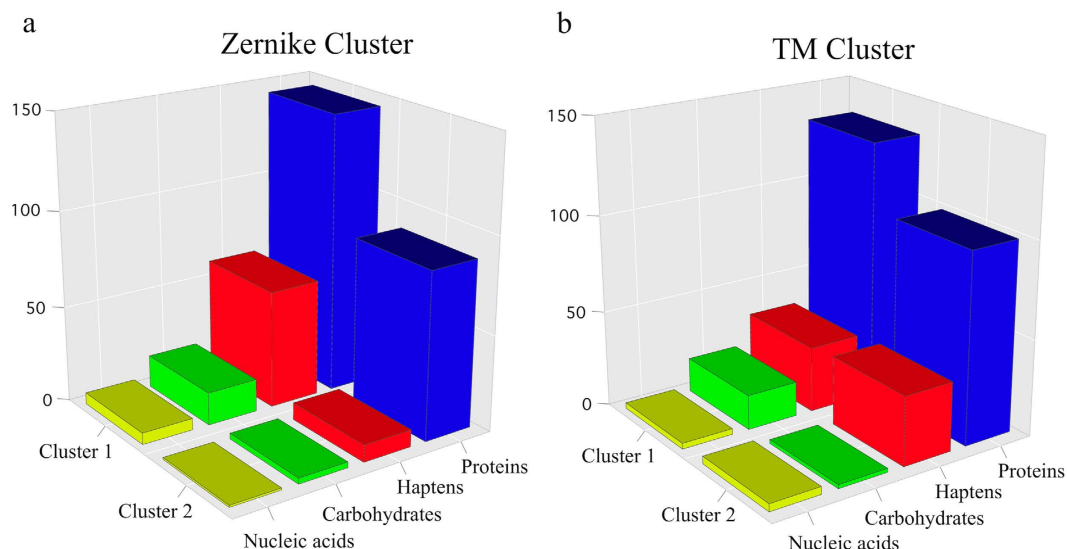 a
Zernike Cluster
150
100
50
0
Cluster 1
Cluster 2
Nucleic acids
Carbohydrates
Haptens
Proteins
b
TM Cluster
150
100
50
0
Cluster 1
Cluster 2
Nucleic acids
Carbohydrates
Haptens
Proteins